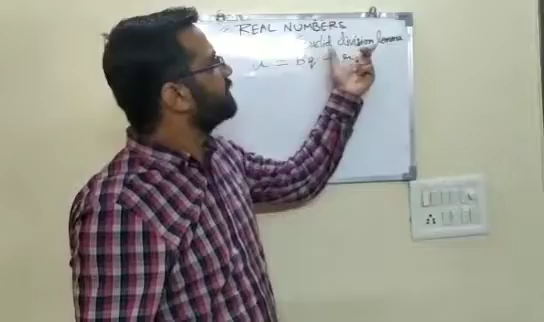 REAL NUMBERS
Euclid division lemma
a = bq + r